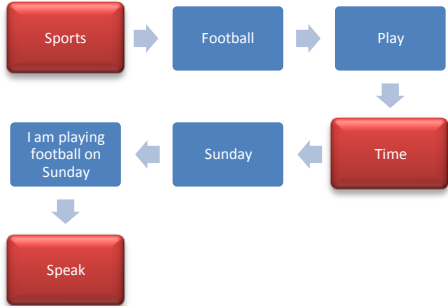 Sports
Football
Play
Time
Sunday
I am playing
football on
Sunday
Speak